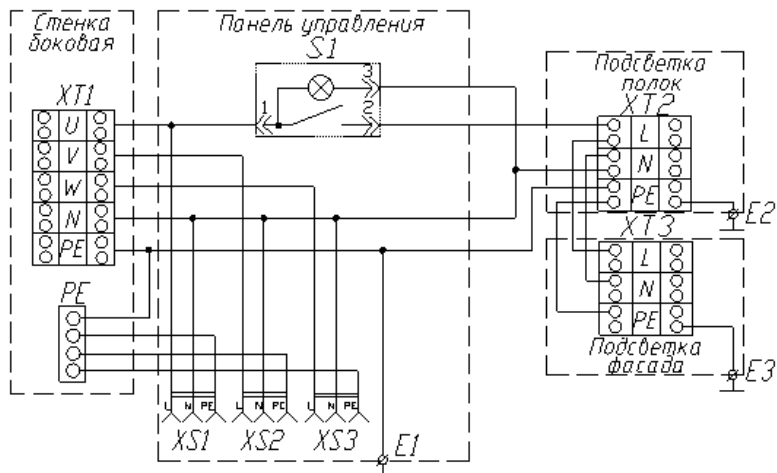 Стенка
боковая
Панель управления
S1
3
1
2
XT1
U
V
W
N
PE
PE
L N PE
L N PE
L N PE
XS1
XS2
XS3
E1
Подсветка
полок
XT2
L
N
PE
E2
XT3
L
N
PE
Подсветка
фасада
E3